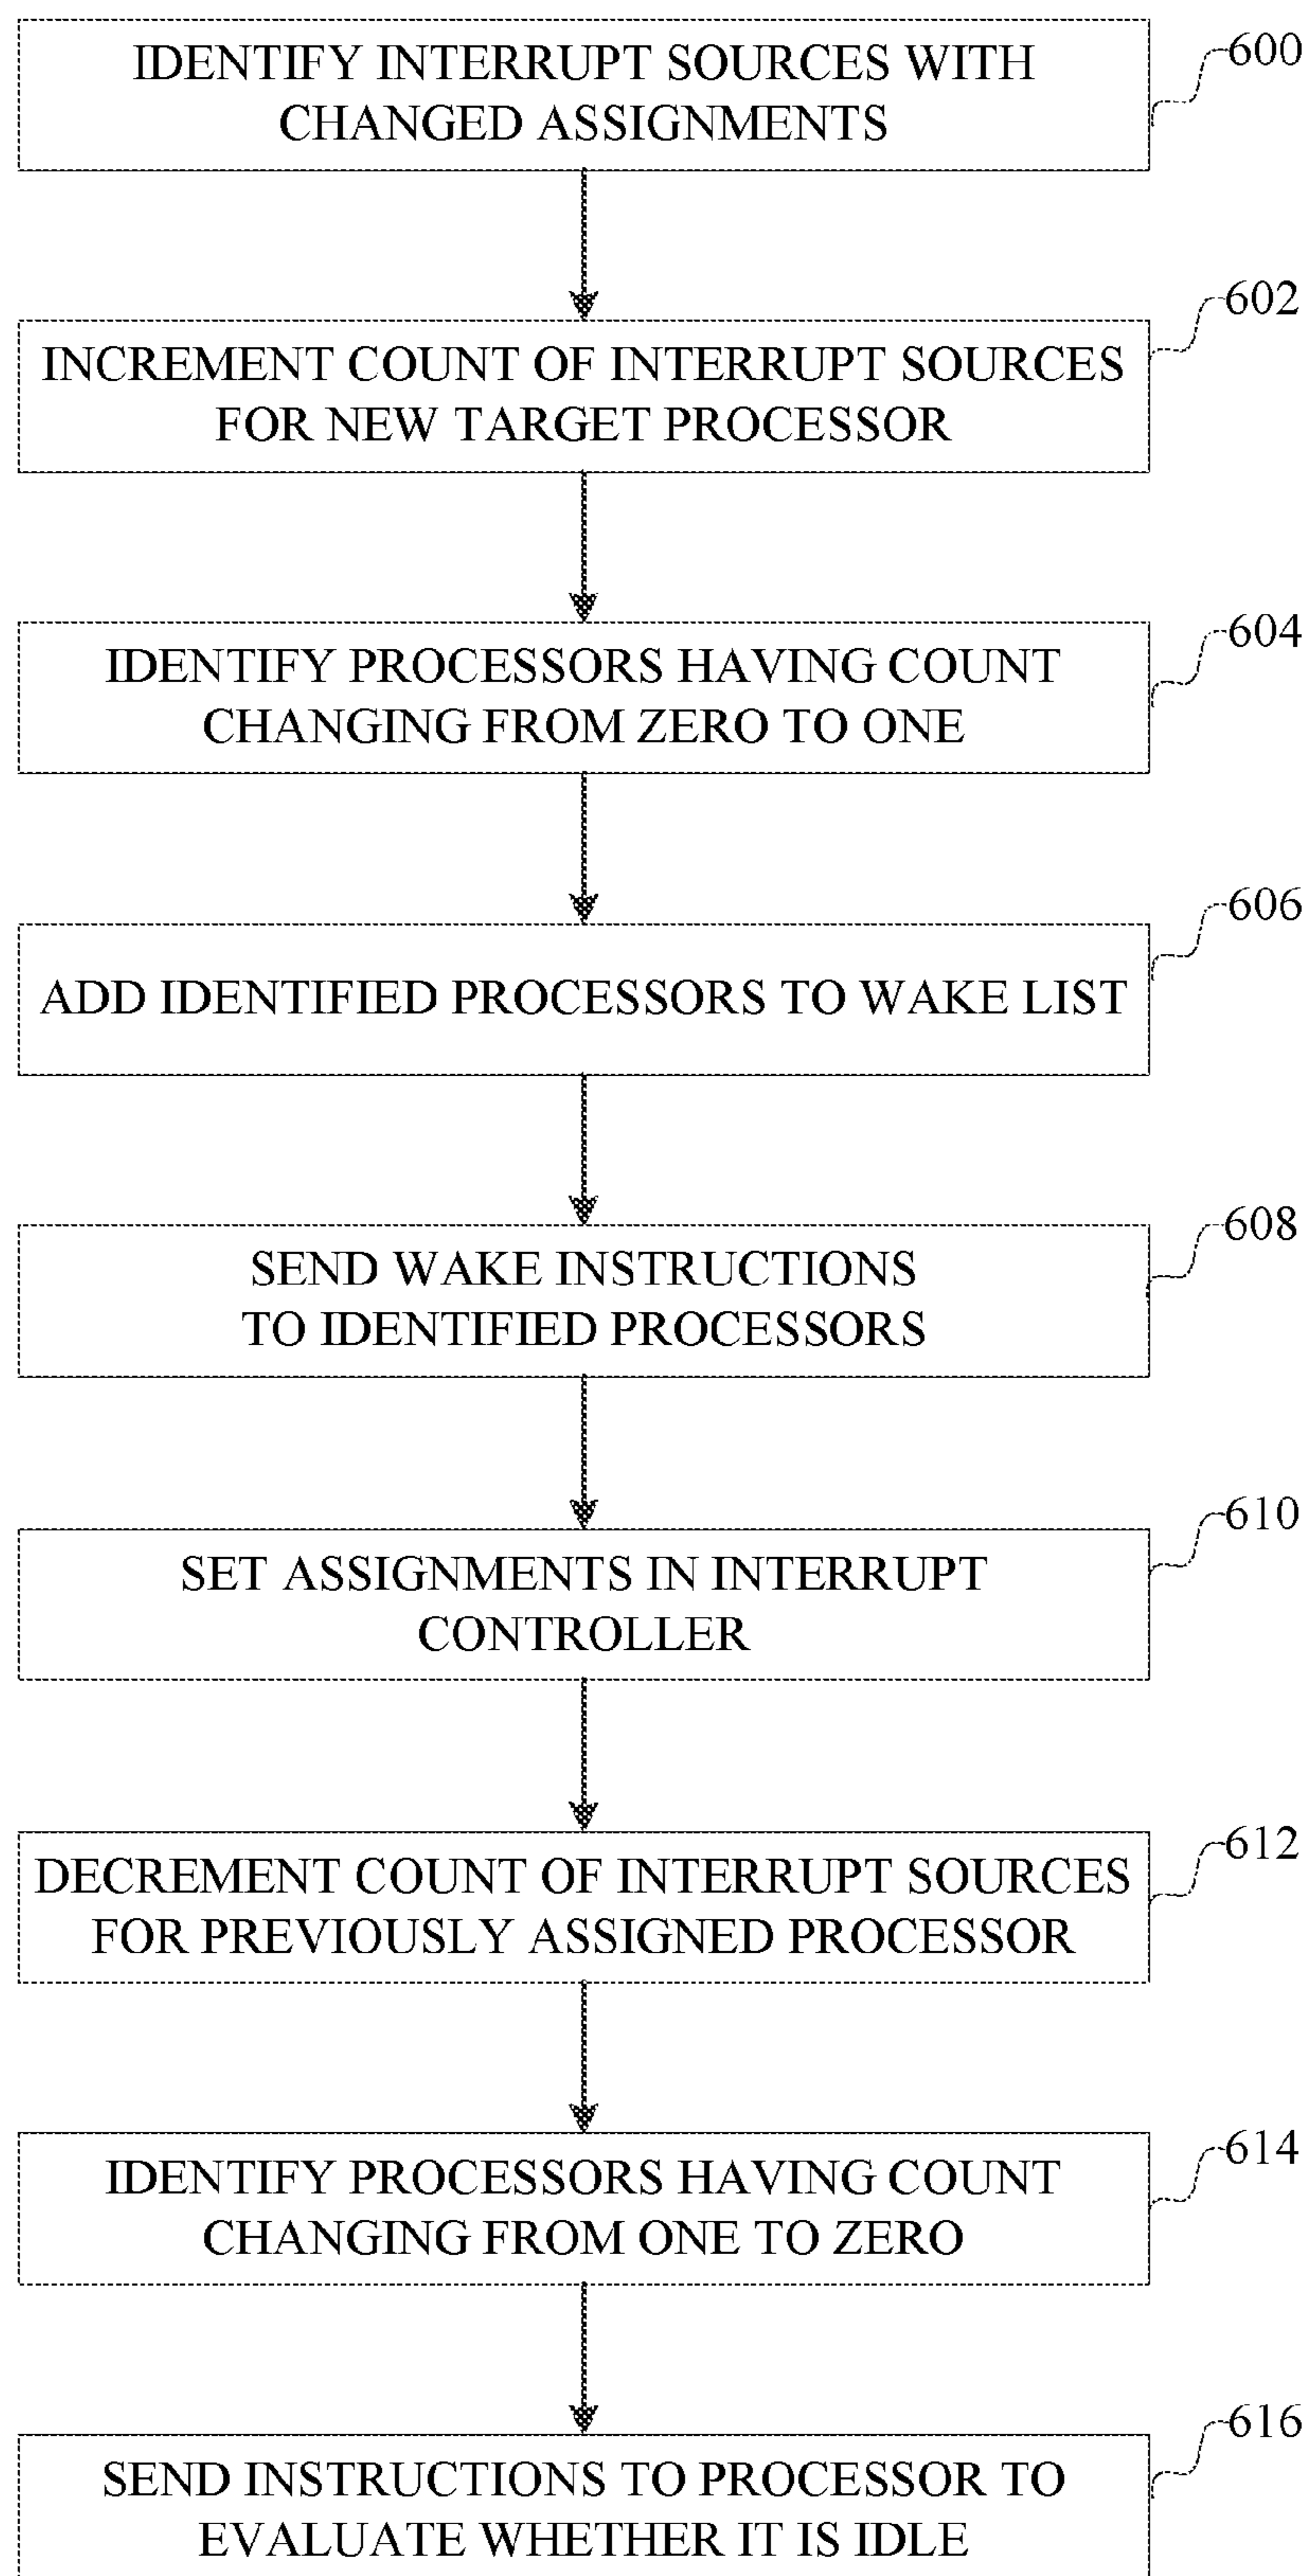 IDENTIFY INTERRUPT SOURCES WITH
CHANGED ASSIGNMENTS
600
INCREMENT COUNT OF INTERRUPT SOURCES
FOR NEW TARGET PROCESSOR
602
IDENTIFY PROCESSORS HAVING COUNT
CHANGING FROM ZERO TO ONE
604
ADD IDENTIFIED PROCESSORS TO WAKE LIST
606
SEND WAKE INSTRUCTIONS
TO IDENTIFIED PROCESSORS
608
SET ASSIGNMENTS IN INTERRUPT
CONTROLLER
610
DECREMENT COUNT OF INTERRUPT SOURCES
FOR PREVIOUSLY ASSIGNED PROCESSOR
612
IDENTIFY PROCESSORS HAVING COUNT
CHANGING FROM ONE TO ZERO
614
SEND INSTRUCTIONS TO PROCESSOR TO
EVALUATE WHETHER IT IS IDLE
616